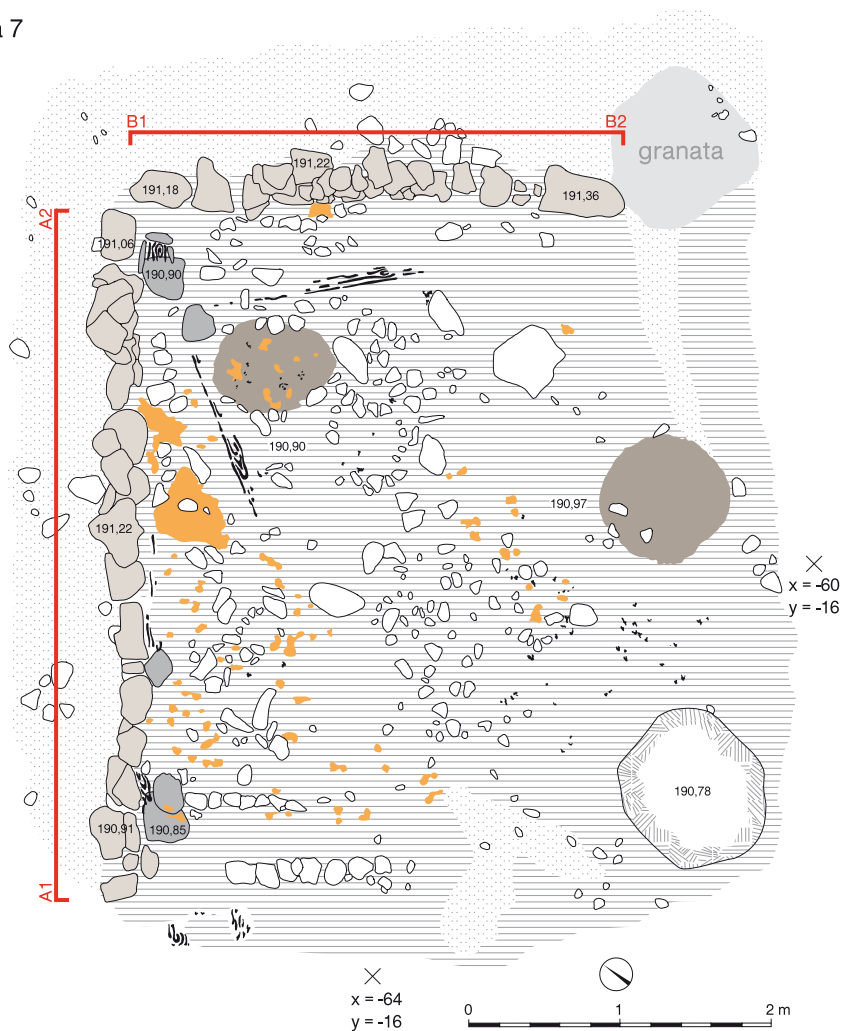 7
B1
B2
granata
191,22
191,18
191,36
A2
191,06
190,90
190,90
190,97
191,22
x = -60
y = -16
190,78
190,91
190,85
A1
x = -64
y = -16
0
1
2 m